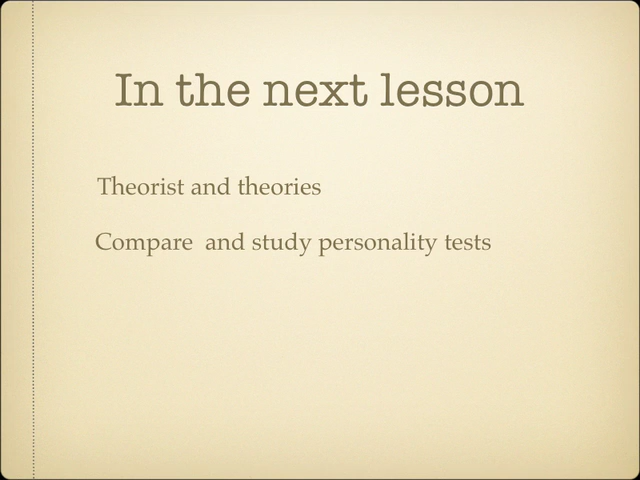 In the next lesson
Theorist and theories
Compare  and study personality tests